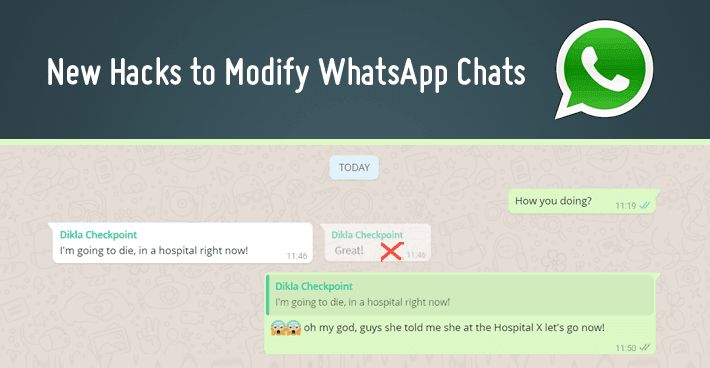 New Hacks to Modify WhatsApp Chats
TODAY
How you doing?
11:19
Dikla Checkpoint
I'm going to die, in a hospital right now!
11:46
Dikla Checkpoint
Great!
11:46
Dikla Checkpoint
I'm going to die, in a hospital right now!
😱😱 oh my god, guys she told me she at the Hospital X let's go now!
11:50